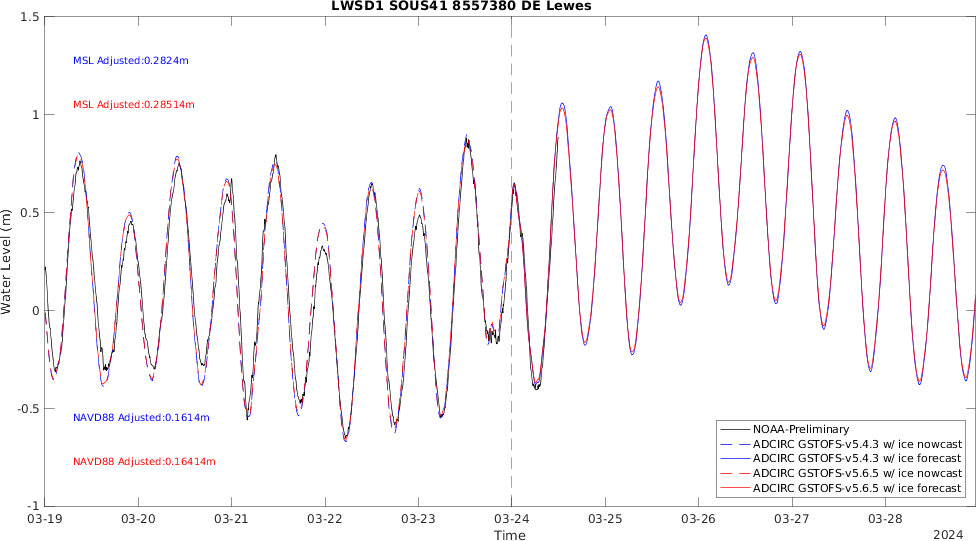 LWSD1 SOUS41 8557380 DE Lewes
1.5
MSL Adjusted:0.2824m
MSL Adjusted:0.28514m
1
0.5
Water Level (m)
0
-0.5
NAVD88 Adjusted:0.1614m
NAVD88 Adjusted:0.16414m
NOAA-Preliminary
ADCIRC GSTOFS-v5.4.3 w/ ice nowcast
ADCIRC GSTOFS-v5.4.3 w/ ice forecast
ADCIRC GSTOFS-v5.6.5 w/ ice nowcast
ADCIRC GSTOFS-v5.6.5 w/ ice forecast
-1
03-19 03-20 03-21 03-22 03-23 03-24 03-25 03-26 03-27 03-28
Time
2024